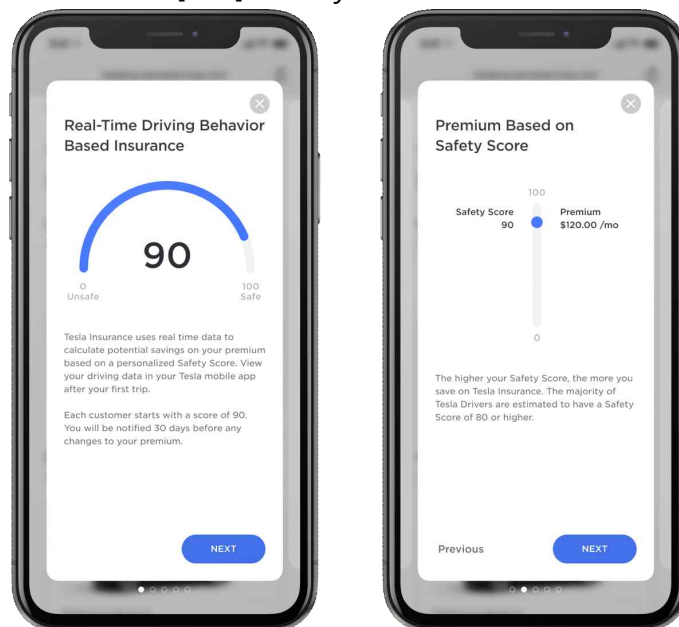 Real-Time Driving Behavior
Based Insurance
90
0
Unsafe
100
Safe
Tesla Insurance uses real time data to
calculate potential savings on your premium
based on a personalized Safety Score. View
your driving data in your Tesla mobile app
after your first trip.
Each customer starts with a score of 90.
You will be notified 30 days before any
changes to your premium.
NEXT
Premium Based on
Safety Score
100
Safety Score
90
Premium
$120.00 /mo
0
The higher your Safety Score, the more you
save on Tesla Insurance. The majority of
Tesla Drivers are estimated to have a Safety
Score of 80 or higher.
Previous
NEXT